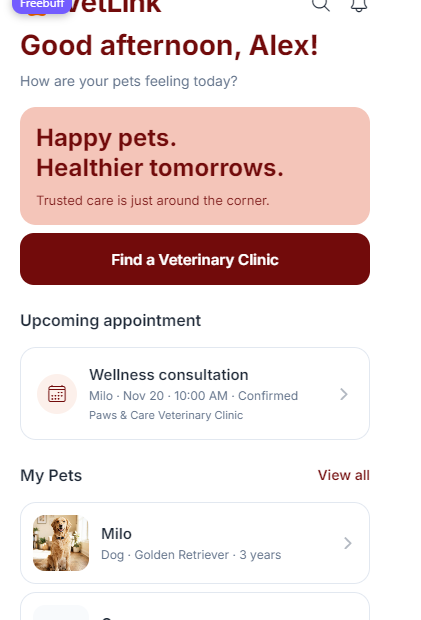 Freebuff
VetLink
Good afternoon, Alex!
How are your pets feeling today?
Happy pets.
Healthier tomorrows.
Trusted care is just around the corner.
Find a Veterinary Clinic
Upcoming appointment
Wellness consultation
Milo · Nov 20 · 10:00 AM · Confirmed
Paws & Care Veterinary Clinic
My Pets
View all
Milo
Dog · Golden Retriever · 3 years